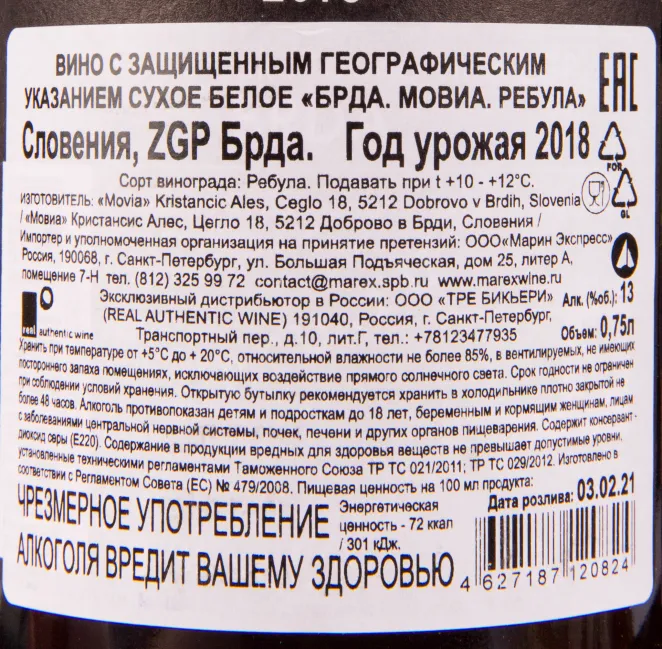 ВИНО С ЗАЩИЩЕННЫМ ГЕОГРАФИЧЕСКИМ
УКАЗАНИЕМ СУХОЕ БЕЛОЕ «БРДА. МОВИА. РЕБУЛА»
EAC
Словения, ZGP Брда. Год урожая 2018
FOR
Сорт винограда: Ребула. Подавать при t +10 - +12°С.
ИЗГОТОВИТЕЛЬ: «Movia» Kristancic Ales, Ceglo 18, 5212 Dobrovo v Brdih, Slovenia
/ «Мовиа» Кристансис Алес, Цегло 18, 5212 Доброво в Брди, Словения /
GL
Импортер и уполномоченная организация на принятие претензий: ООО«Марин Экспресс»
Россия, 190068, г. Санкт-Петербург, ул. Большая Подъяческая, дом 25, литер А,
помещение 7-Н тел. (812) 325 99 72 contact@marex.spb.ru www.marexwine.ru
Эксклюзивный дистрибьютор в России: ООО «ТРЕ БИКЬЕРИ» Алк. (%об.): 13
(REAL AUTHENTIC WINE) 191040, Россия, г. Санкт-Петербург,
real authentic wine
Транспортный пер., д.10, лит.Г, тел.: +78123477935 Объем: 0,75л
Хранить при температуре от +5°С до + 20°С, относительной влажности не более 85%, в вентилируемых, не имеющих
постороннего запаха помещениях, исключающих воздействие прямого солнечного света. Срок годности не ограничен
при соблюдении условий хранения. Открытую бутылку рекомендуется хранить в холодильнике плотно закрытой не
более 48 часов. Алкоголь противопоказан детям и подросткам до 18 лет, беременным и кормящим женщинам, лицам
с заболеваниями центральной нервной системы, почек, печени и других органов пищеварения. Содержит консервант -
диоксид серы (Е220). Содержание в продукции вредных для здоровья веществ не превышает допустимые уровни,
установленные техническими регламентами Таможенного Союза ТР ТС 021/2011; ТР ТС 029/2012. Изготовлено в
соответствии с Регламентом Совета (ЕС) № 479/2008. Пищевая ценность на 100 мл продукта:
Дата розлива: 03.02.21
ЧРЕЗМЕРНОЕ УПОТРЕБЛЕНИЕ
АЛКОГОЛЯ ВРЕДИТ ВАШЕМУ ЗДОРОВЬЮ
Энергетическая
ценность - 72 ккал
/ 301 кДж.
4 627187 120824